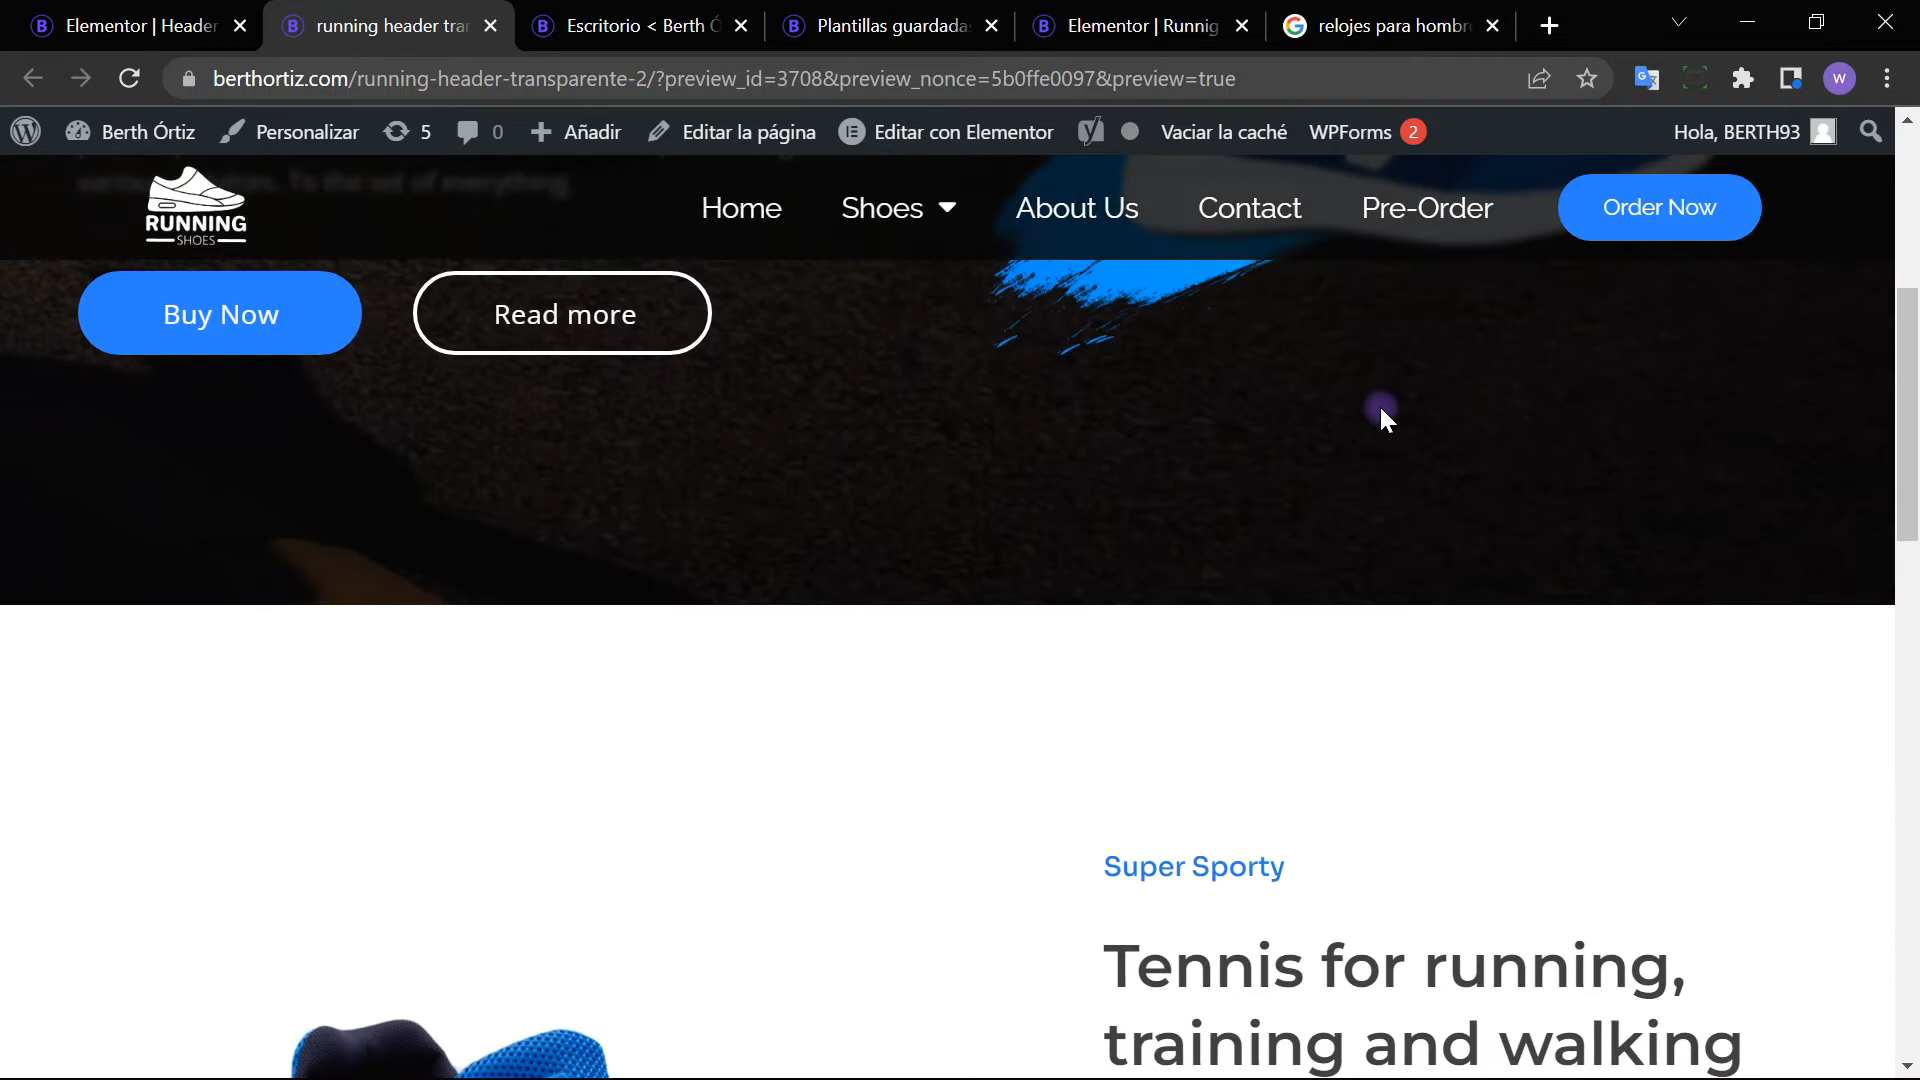 Elementor | Header
running header tra
Escritorio < Berth Ó
Plantillas guardada
Elementor | Runnig
relojes para hombr
berthortiz.com/running-header-transparente-2/?preview_id=3708&preview_nonce=5b0ffe0097&preview=true
W
Berth Órtiz
Personalizar
5
0
Añadir
Editar la página
Editar con Elementor
Vaciar la caché
WPForms 2
Hola, BERTH93
RUNNING
SHOES
Home
Shoes
About Us
Contact
Pre-Order
Order Now
Buy Now
Read more
Super Sporty
Tennis for running,
training and walking